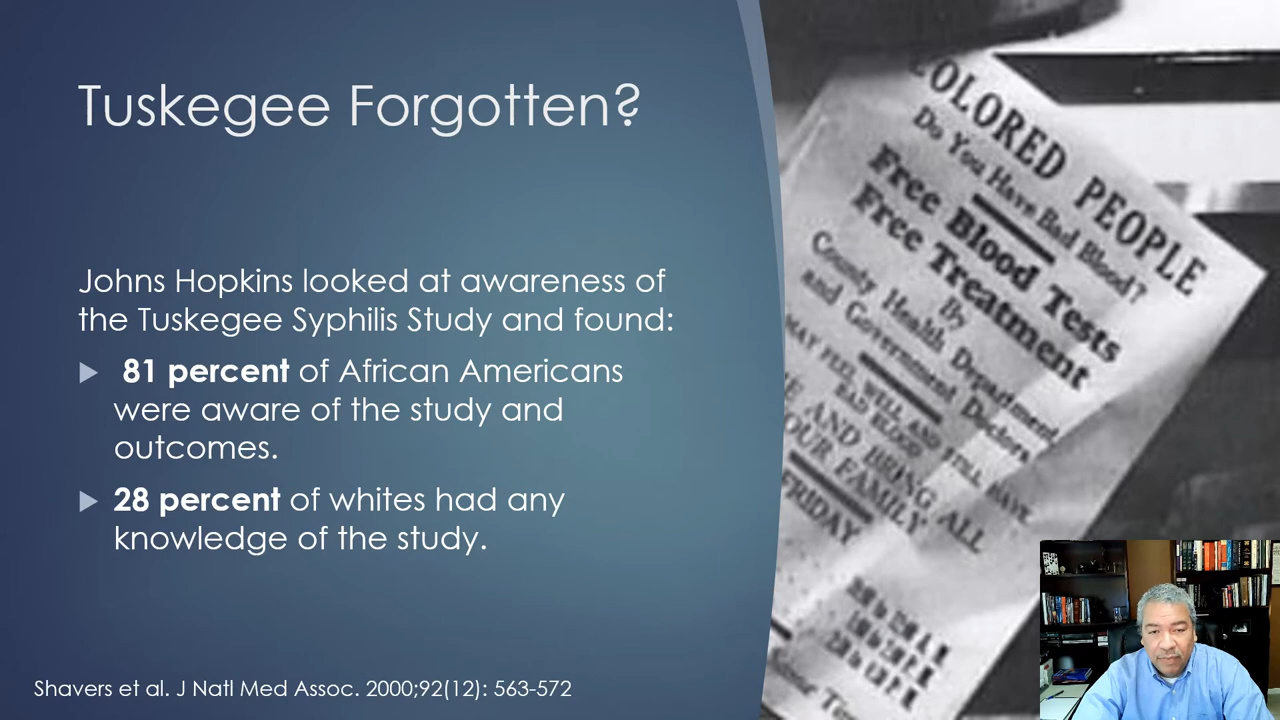 Tuskegee Forgotten?
Johns Hopkins looked at awareness of
the Tuskegee Syphilis Study and found:
81 percent of African Americans
were aware of the study and
outcomes.
28 percent of whites had any
knowledge of the study.
Shavers et al. J Natl Med Assoc. 2000;92(12): 563-572
COLORED PEOPLE
Do You Have Bad Blood?
Free Blood Tests
Free Treatment
By
County Health Department
and Government Doctors
MAY FEEL WELL AND STILL HAVE
BAD BLOOD
AND BRING ALL
OUR FAMILY
FRIDAY